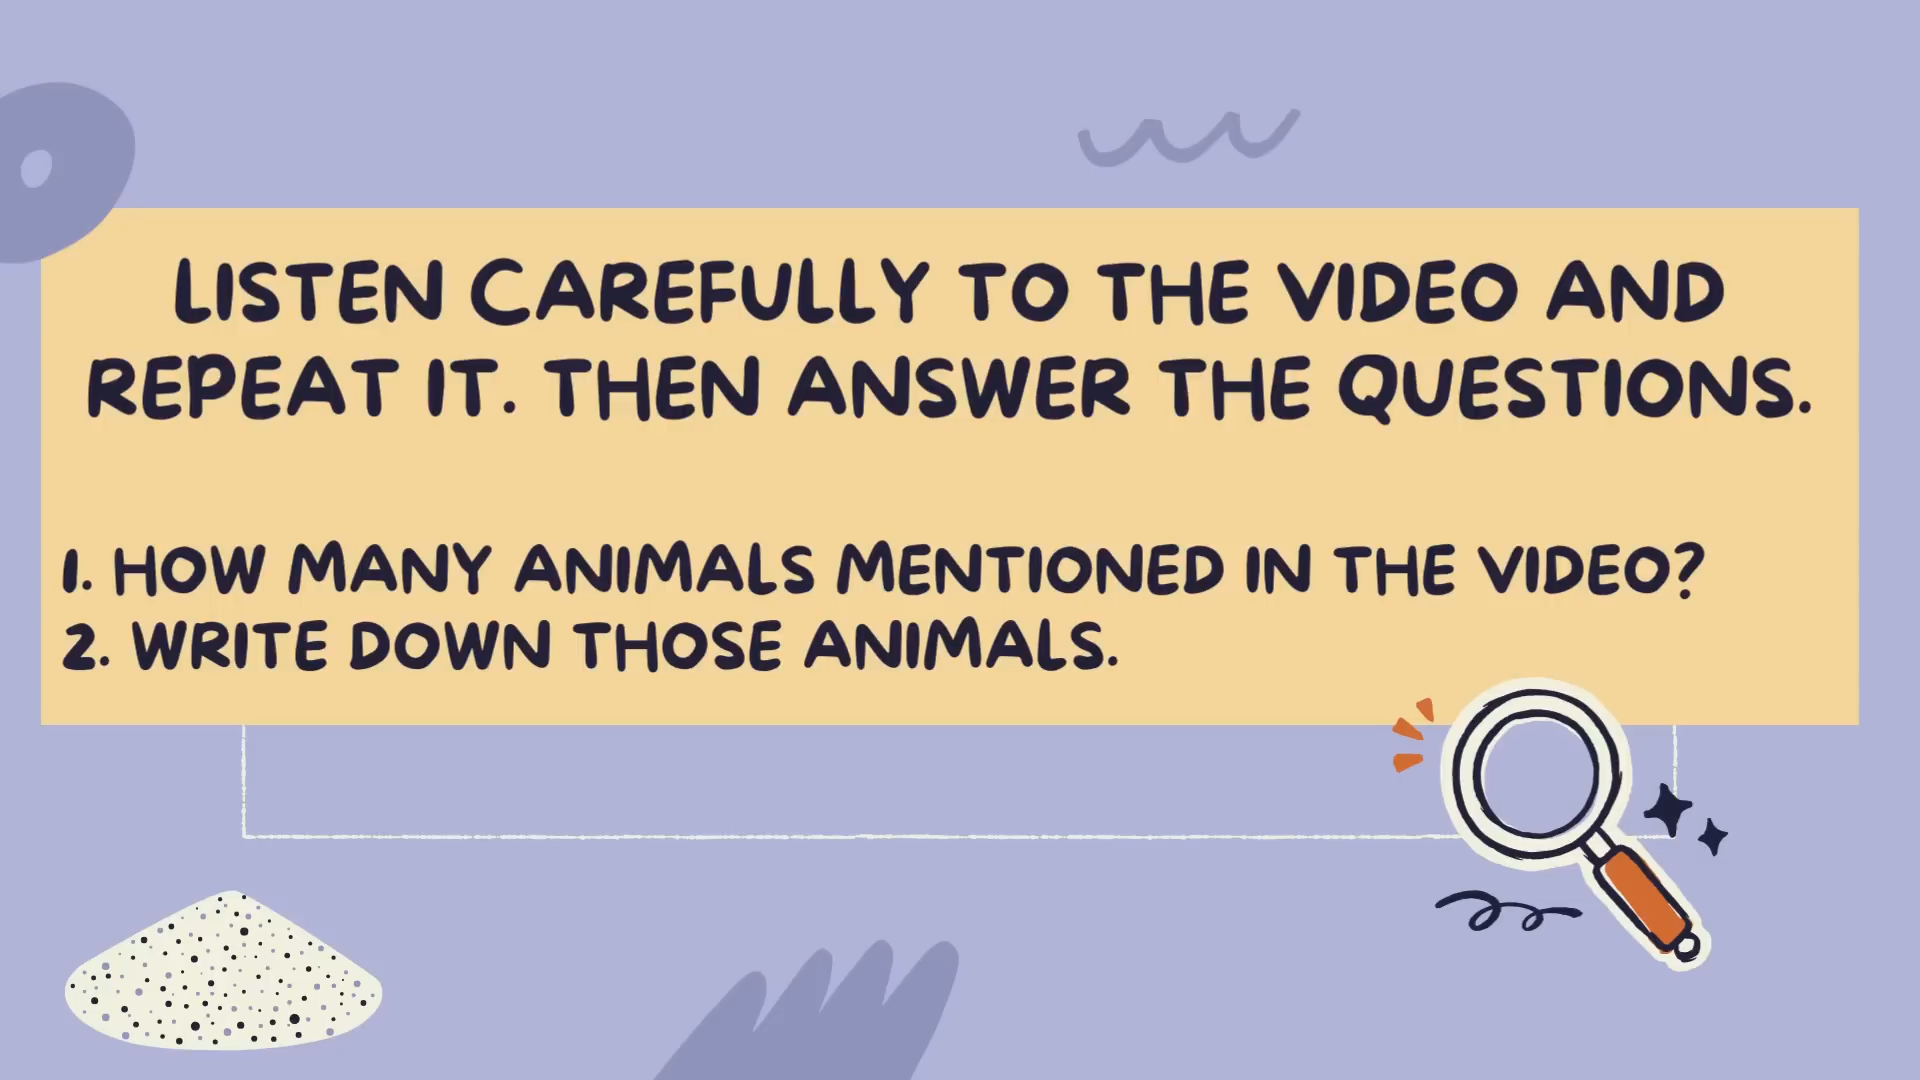 LISTEN CAREFULLY TO THE VIDEO AND
REPEAT IT. THEN ANSWER THE QUESTIONS.
1. HOW MANY ANIMALS MENTIONED IN THE VIDEO?
2. WRITE DOWN THOSE ANIMALS.